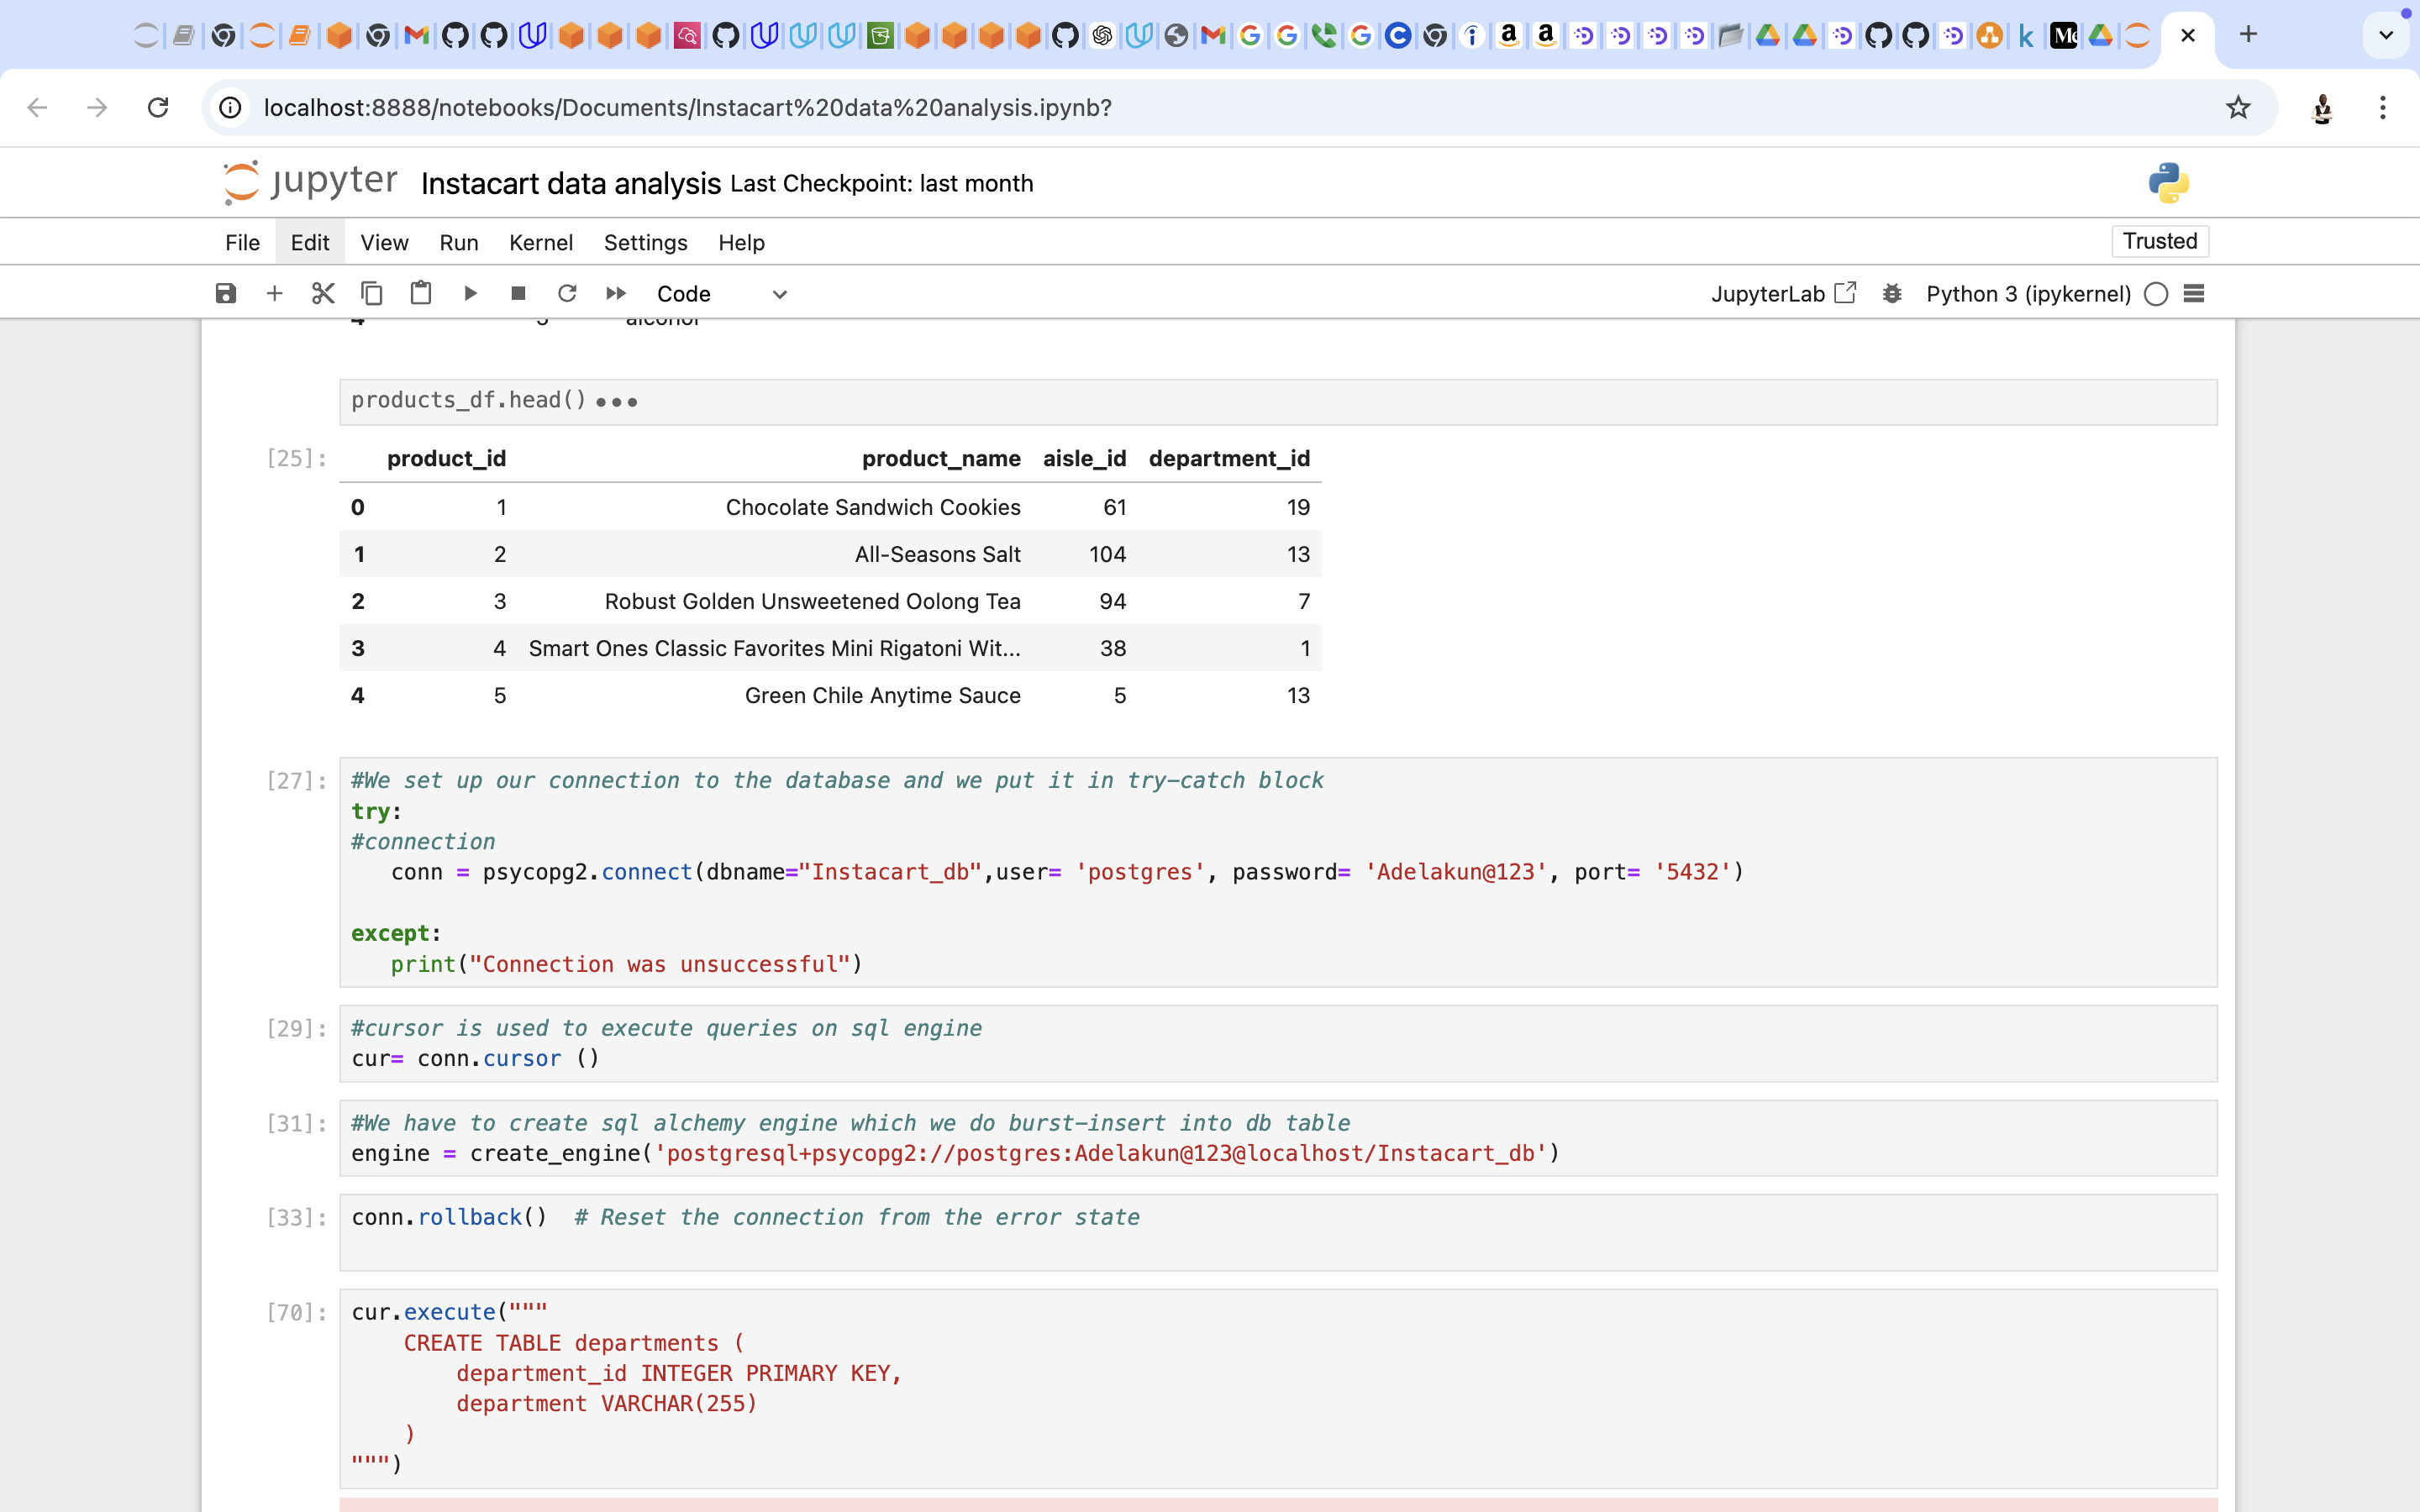 localhost:8888/notebooks/Documents/Instacart%20data%20analysis.ipynb?
jupyter Instacart data analysis Last Checkpoint: last month
File Edit View Run Kernel Settings Help Trusted
Code JupyterLab Python 3 (ipykernel)
4 5 alcohol
products_df.head() •••
[25]: product_id product_name aisle_id department_id
0 1 Chocolate Sandwich Cookies 61 19
1 2 All-Seasons Salt 104 13
2 3 Robust Golden Unsweetened Oolong Tea 94 7
3 4 Smart Ones Classic Favorites Mini Rigatoni Wit... 38 1
4 5 Green Chile Anytime Sauce 5 13
[27]: #We set up our connection to the database and we put it in try-catch block
try:
#connection
conn = psycopg2.connect(dbname="Instacart_db",user= 'postgres', password= 'Adelakun@123', port= '5432')
except:
print("Connection was unsuccessful")
[29]: #cursor is used to execute queries on sql engine
cur= conn.cursor ()
[31]: #We have to create sql alchemy engine which we do burst-insert into db table
engine = create_engine('postgresql+psycopg2://postgres:Adelakun@123@localhost/Instacart_db')
[33]: conn.rollback()  # Reset the connection from the error state
[70]: cur.execute("""
CREATE TABLE departments (
department_id INTEGER PRIMARY KEY,
department VARCHAR(255)
)
""")